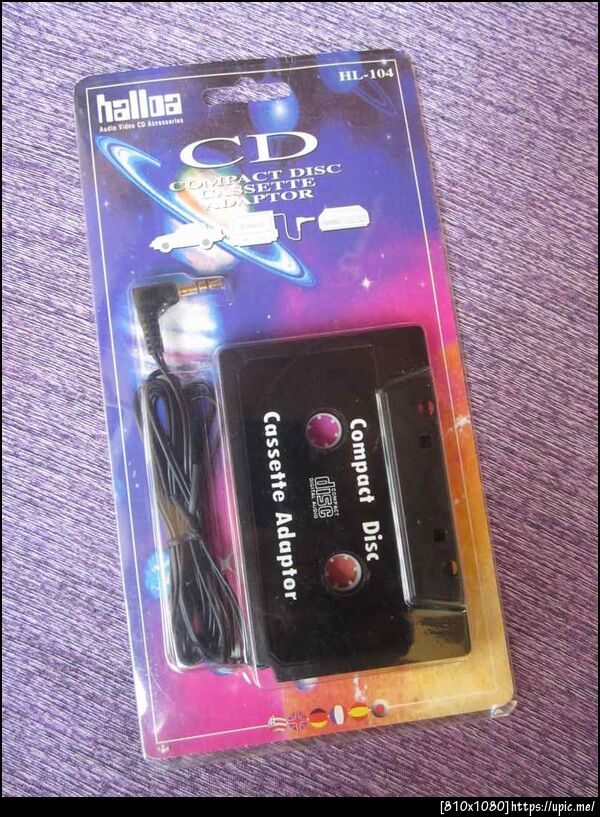 HL-104
halloa
Audio Video CD Accessories
CD
COMPACT DISC
CASSETTE
ADAPTOR
Compact Disc
COMPACT
disc
DIGITAL AUDIO
Cassette Adaptor
[810x1080]https://upic.me/